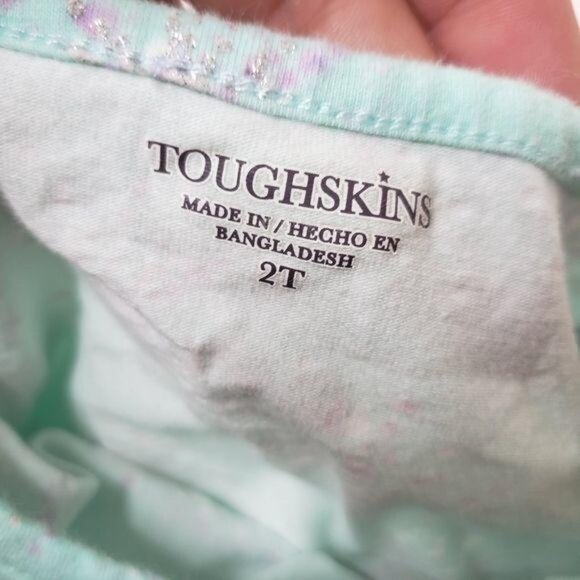 TOUGHSKINS
MADE IN / HECHO EN
BANGLADESH
2T